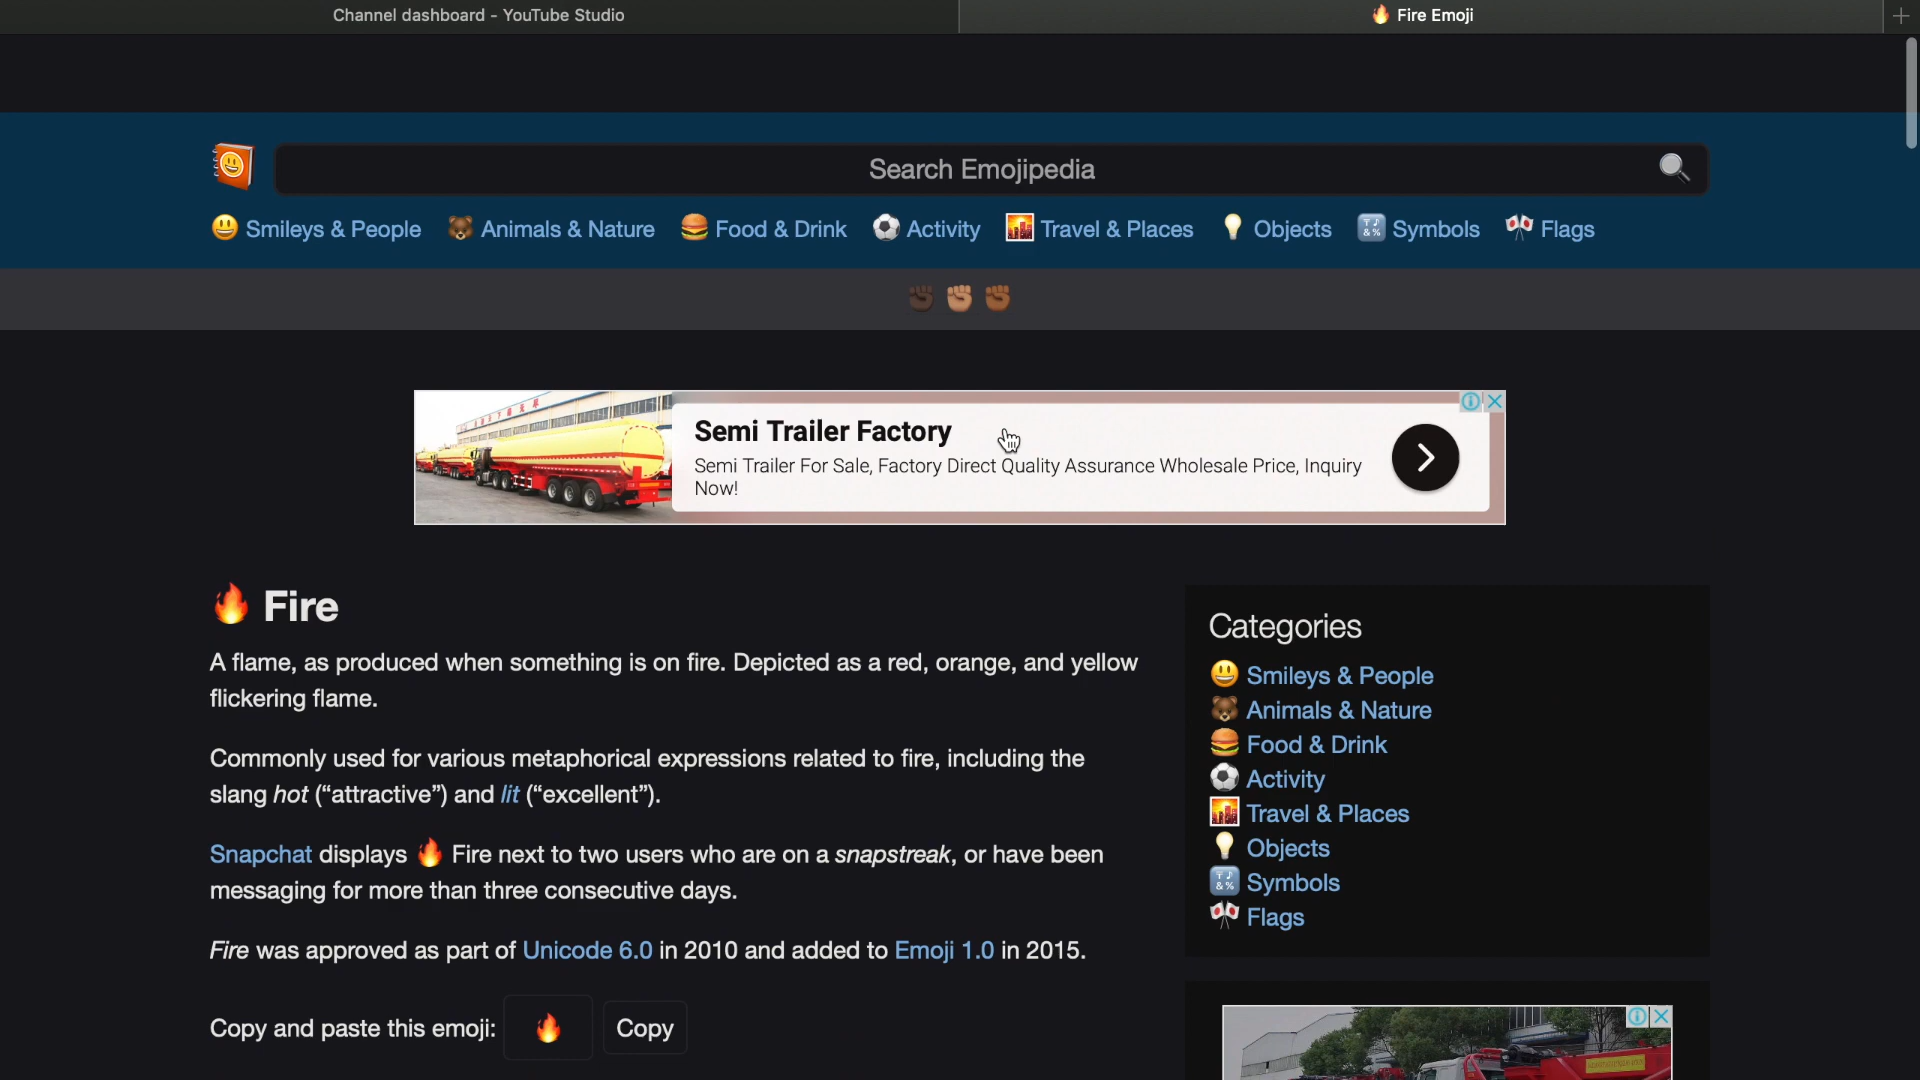 Channel dashboard - YouTube Studio
🔥 Fire Emoji
Search Emojipedia
😃 Smileys & People 🐻 Animals & Nature 🍔 Food & Drink ⚽ Activity 🌇 Travel & Places 💡 Objects 🔣 Symbols 🎌 Flags
✊🏿 ✊🏽 ✊🏾
Semi Trailer Factory
Semi Trailer For Sale, Factory Direct Quality Assurance Wholesale Price, Inquiry
Now!
🔥 Fire
A flame, as produced when something is on fire. Depicted as a red, orange, and yellow
flickering flame.
Commonly used for various metaphorical expressions related to fire, including the
slang hot (“attractive”) and lit (“excellent”).
Snapchat displays 🔥 Fire next to two users who are on a snapstreak, or have been
messaging for more than three consecutive days.
Fire was approved as part of Unicode 6.0 in 2010 and added to Emoji 1.0 in 2015.
Copy and paste this emoji: 🔥 Copy
Categories
😃 Smileys & People
🐻 Animals & Nature
🍔 Food & Drink
⚽ Activity
🌇 Travel & Places
💡 Objects
🔣 Symbols
🎌 Flags